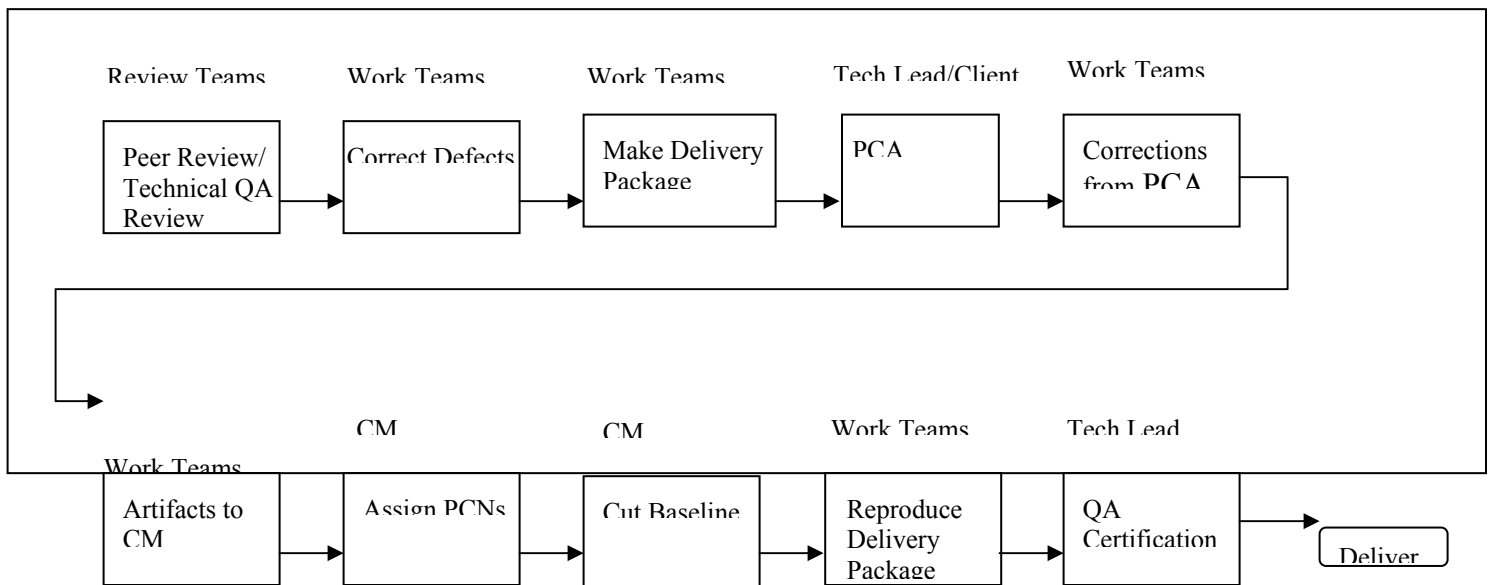 Review Teams
Work Teams
Work Teams
Tech Lead/Client
Work Teams
Peer Review/
Technical QA
Review
Correct Defects
Make Delivery
Package
PCA
Corrections
from PCA
Work Teams
CM
CM
Work Teams
Tech Lead
Artifacts to
CM
Assign PCNs
Cut Baseline
Reproduce
Delivery
Package
QA
Certification
Deliver